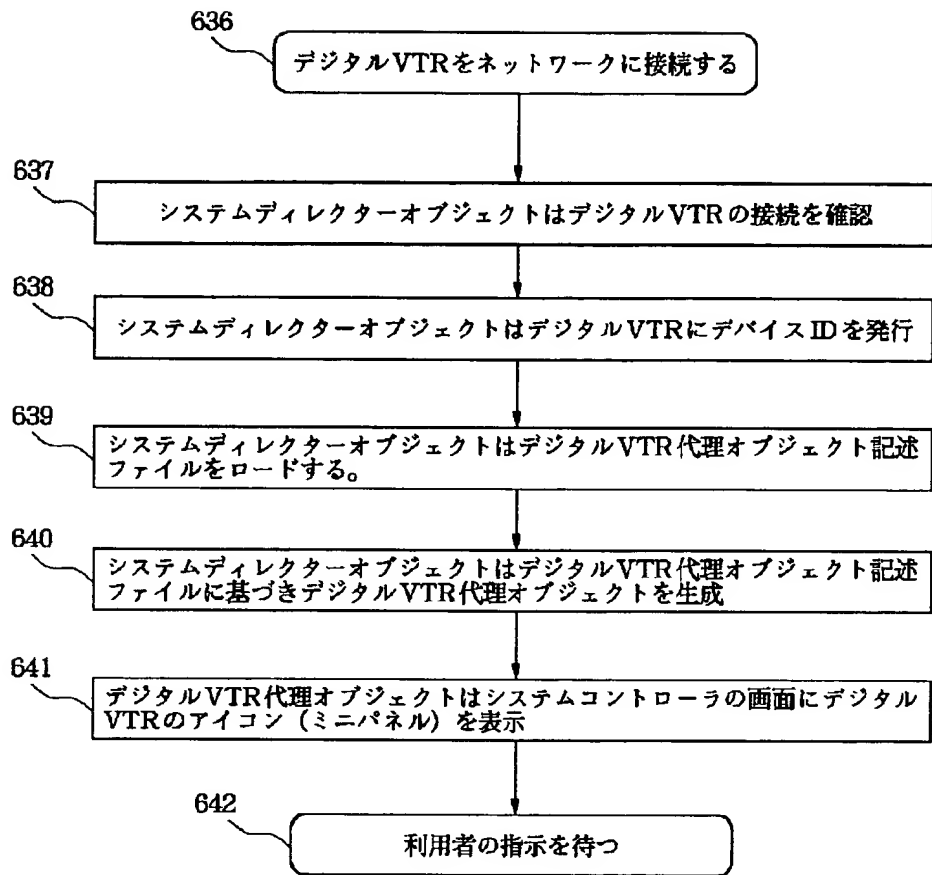 636
デジタルVTRをネットワークに接続する
637
システムディレクターオブジェクトはデジタルVTRの接続を確認
638
システムディレクターオブジェクトはデジタルVTRにデバイスIDを発行
639
システムディレクターオブジェクトはデジタルVTR代理オブジェクト記述
ファイルをロードする。
640
システムディレクターオブジェクトはデジタルVTR代理オブジェクト記述
ファイルに基づきデジタルVTR代理オブジェクトを生成
641
デジタルVTR代理オブジェクトはシステムコントローラの画面にデジタル
VTRのアイコン（ミニパネル）を表示
642
利用者の指示を待つ